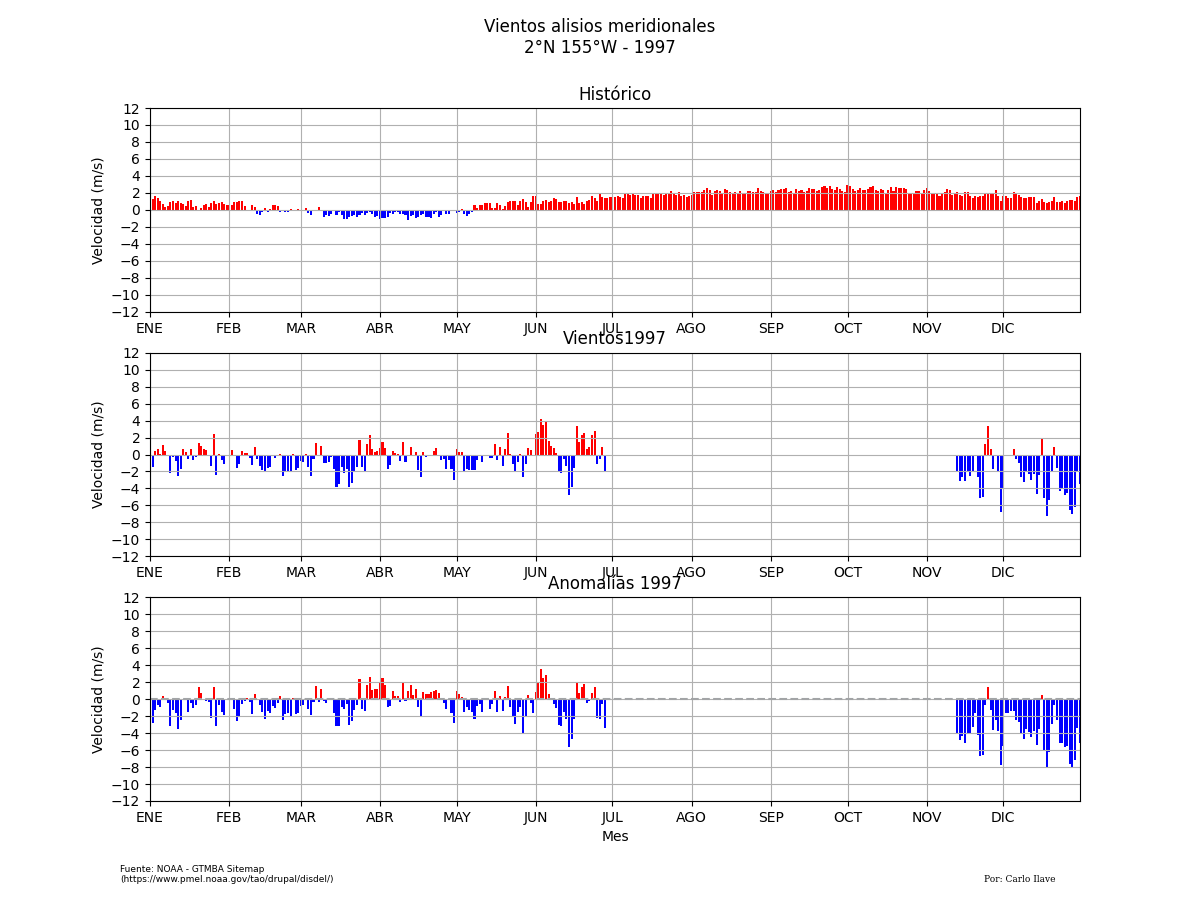 Vientos alisios meridionales
2°N 155°W - 1997
Histórico
12
10
8
6
4
2
0
−2
−4
−6
−8
−10
−12
Velocidad (m/s)
ENE FEB MAR ABR MAY JUN JUL AGO SEP OCT NOV DIC
Vientos1997
12
10
8
6
4
2
0
−2
−4
−6
−8
−10
−12
Velocidad (m/s)
ENE FEB MAR ABR MAY JUN JUL AGO SEP OCT NOV DIC
Anomalías 1997
12
10
8
6
4
2
0
−2
−4
−6
−8
−10
−12
Velocidad (m/s)
ENE FEB MAR ABR MAY JUN JUL AGO SEP OCT NOV DIC
Mes
Fuente: NOAA - GTMBA Sitemap
(https://www.pmel.noaa.gov/tao/drupal/disdel/)
Por: Carlo Ilave